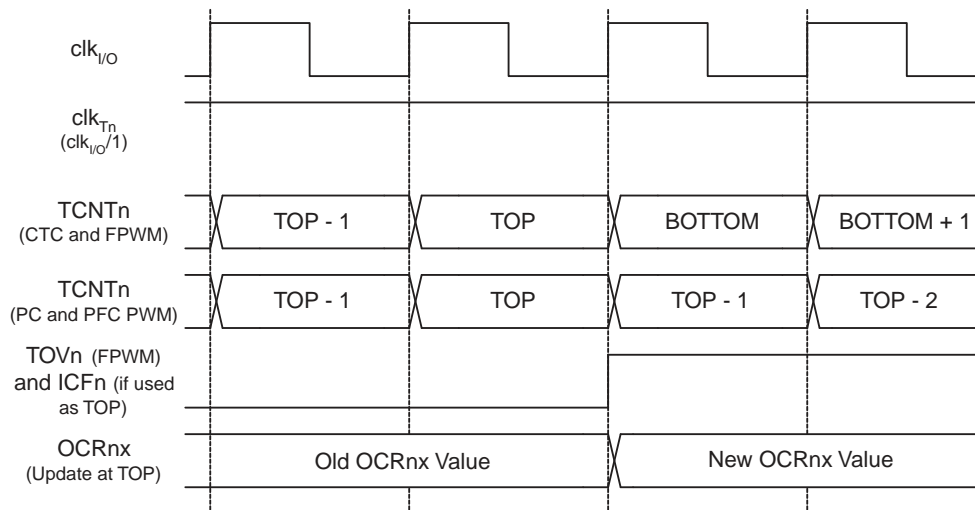 clkI/O
clkTn
(clkI/O/1)
TCNTn
(CTC and FPWM)
TOP - 1
TOP
BOTTOM
BOTTOM + 1
TCNTn
(PC and PFC PWM)
TOP - 1
TOP
TOP - 1
TOP - 2
TOVn (FPWM)
and ICFn (if used
as TOP)
OCRnx
(Update at TOP)
Old OCRnx Value
New OCRnx Value